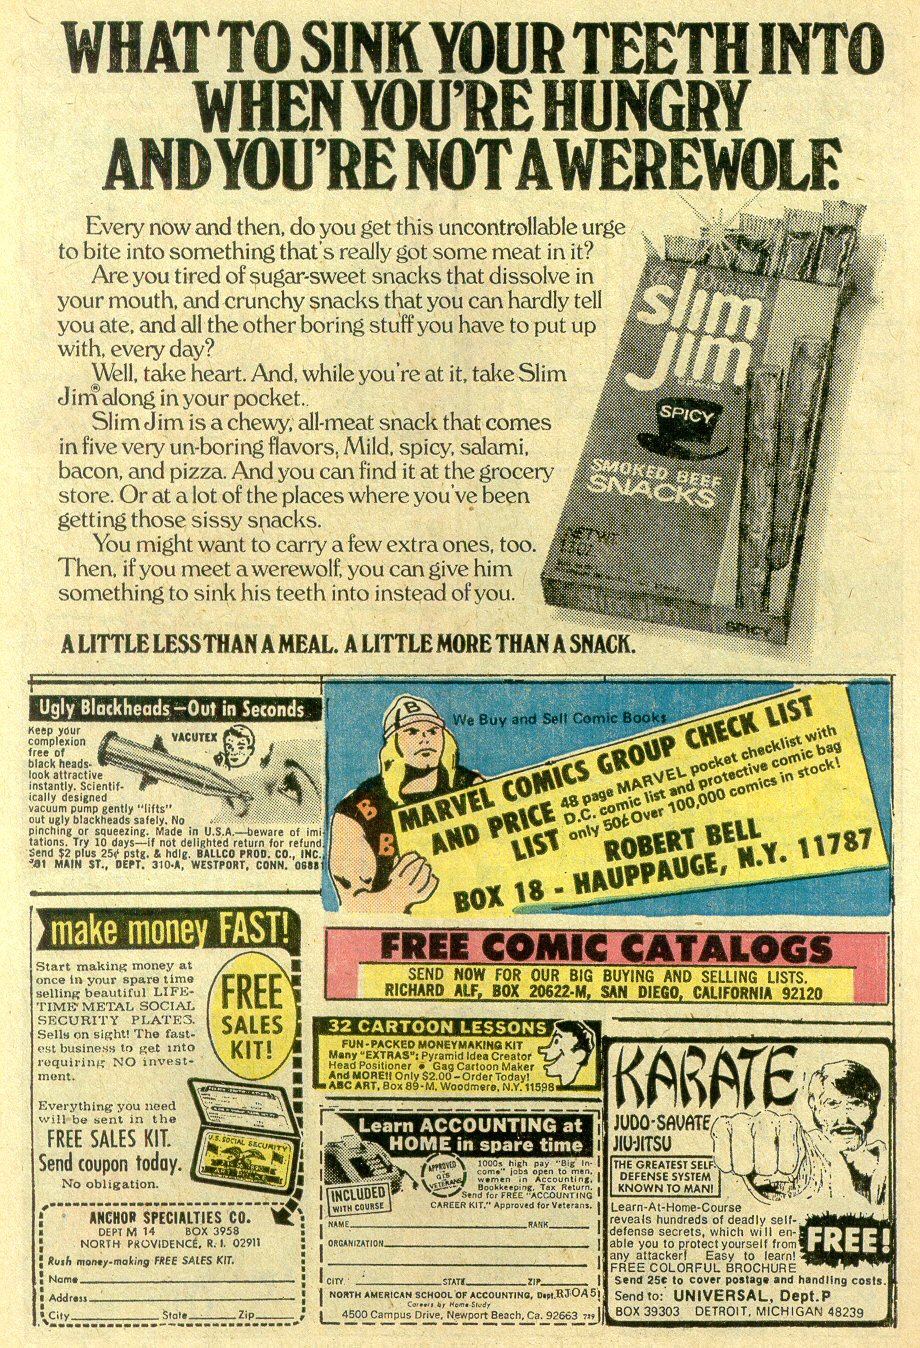 WHAT TO SINK YOUR TEETH INTO
WHEN YOU'RE HUNGRY
AND YOU'RE NOT A WEREWOLF.
Every now and then, do you get this uncontrollable urge
to bite into something that's really got some meat in it?
Are you tired of sugar-sweet snacks that dissolve in
your mouth, and crunchy snacks that you can hardly tell
you ate, and all the other boring stuff you have to put up
with, every day?
Well, take heart. And, while you're at it, take Slim
Jim® along in your pocket.
Slim Jim is a chewy, all-meat snack that comes
in five very un-boring flavors, Mild, spicy, salami,
bacon, and pizza. And you can find it at the grocery
store. Or at a lot of the places where you've been
getting those sissy snacks.
You might want to carry a few extra ones, too.
Then, if you meet a werewolf, you can give him
something to sink his teeth into instead of you.
slim
jim
SPICY
SMOKED BEEF
SNACKS
NET WT
SPICY
A LITTLE LESS THAN A MEAL. A LITTLE MORE THAN A SNACK.
Ugly Blackheads—Out in Seconds
Keep your
complexion
free of
black heads-
look attractive
instantly. Scientif-
ically designed
vacuum pump gently "lifts"
out ugly blackheads safely. No
pinching or squeezing. Made in U.S.A.—beware of imi-
tations. Try 10 days—if not delighted return for refund.
Send $2 plus 25¢ pstg. & hdlg. BALLCO PROD. CO., INC.
MAIN ST., DEPT. 310-A, WESTPORT, CONN.
VACUTEX
B
B
B
We Buy and Sell Comic Books
MARVEL COMICS GROUP CHECK LIST
AND PRICE
LIST
48 page MARVEL pocket checklist with
D.C. comic list and protective comic bag
only 50¢ Over 100,000 comics in stock!
ROBERT BELL
BOX 18 - HAUPPAUGE, N.Y. 11787
make money FAST!
Start making money at
once in your spare time
selling beautiful LIFE-
TIME METAL SOCIAL
SECURITY PLATES.
Sells on sight! The fast-
est business to get into
requiring NO invest-
ment.
Everything you need
will be sent in the
FREE SALES KIT.
Send coupon today.
No obligation.
FREE
SALES
KIT!
U.S. SOCIAL SECURITY
ANCHOR SPECIALTIES CO.
DEPT M 14 BOX 3958
NORTH PROVIDENCE, R. I. 02911
Rush money-making FREE SALES KIT.
Name
Address
City State Zip
FREE COMIC CATALOGS
SEND NOW FOR OUR BIG BUYING AND SELLING LISTS.
RICHARD ALF, BOX 20622-M, SAN DIEGO, CALIFORNIA 92120
32 CARTOON LESSONS
FUN-PACKED MONEYMAKING KIT
Many "EXTRAS": Pyramid Idea Creator
Head Positioner • Gag Cartoon Maker
And MORE!! Only $2.00—Order Today!
ABC ART, Box 89-M, Woodmere, N.Y. 11598
Learn ACCOUNTING at
HOME in spare time
INCLUDED
WITH COURSE
APPROVED
FOR
VETERANS
1000s high pay "Big In-
come" jobs open to men,
women in Accounting,
Bookkeeping, Tax Return.
Send for FREE "ACCOUNTING
CAREER KIT," Approved for Veterans.
NAME RANK
ORGANIZATION
CITY STATE ZIP
NORTH AMERICAN SCHOOL OF ACCOUNTING, Dept. RJOA5
Careers by Home-Study
4500 Campus Drive, Newport Beach, Ca. 92663 739
KARATE
JUDO-SAVATE
JIU-JITSU
THE GREATEST SELF
DEFENSE SYSTEM
KNOWN TO MAN!
Learn-At-Home-Course
reveals hundreds of deadly self-
defense secrets, which will en-
able you to protect yourself from
any attacker! Easy to learn!
FREE COLORFUL BROCHURE
FREE!
Send 25¢ to cover postage and handling costs.
Send to: UNIVERSAL, Dept. P
BOX 39303 DETROIT, MICHIGAN 48239